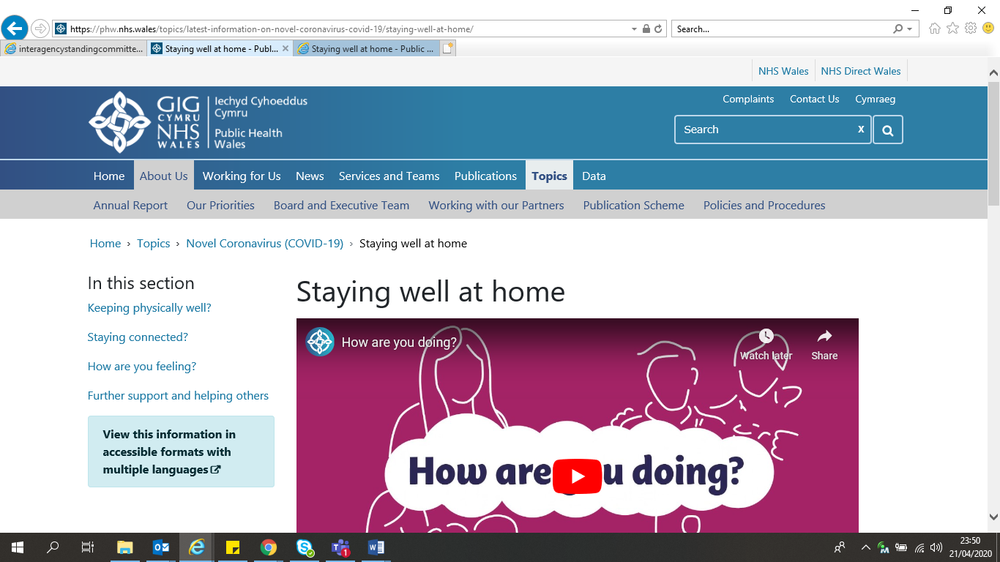 https://phw.nhs.wales/topics/latest-information-on-novel-coronavirus-covid-19/staying-well-at-home/
Search...
interagencystandingcommitte...
Staying well at home - Publ...
Staying well at home - Public ...
NHS Wales
NHS Direct Wales
GIG
CYMRU
NHS
WALES
Iechyd Cyhoeddus
Cymru
Public Health
Wales
Complaints
Contact Us
Cymraeg
Search
x
Home
About Us
Working for Us
News
Services and Teams
Publications
Topics
Data
Annual Report
Our Priorities
Board and Executive Team
Working with our Partners
Publication Scheme
Policies and Procedures
Home › Topics › Novel Coronavirus (COVID-19) › Staying well at home
In this section
Keeping physically well?
Staying connected?
How are you feeling?
Further support and helping others
View this information in
accessible formats with
multiple languages
Staying well at home
How are you doing?
Watch later
Share
How are u doing?
1
23:50
21/04/2020